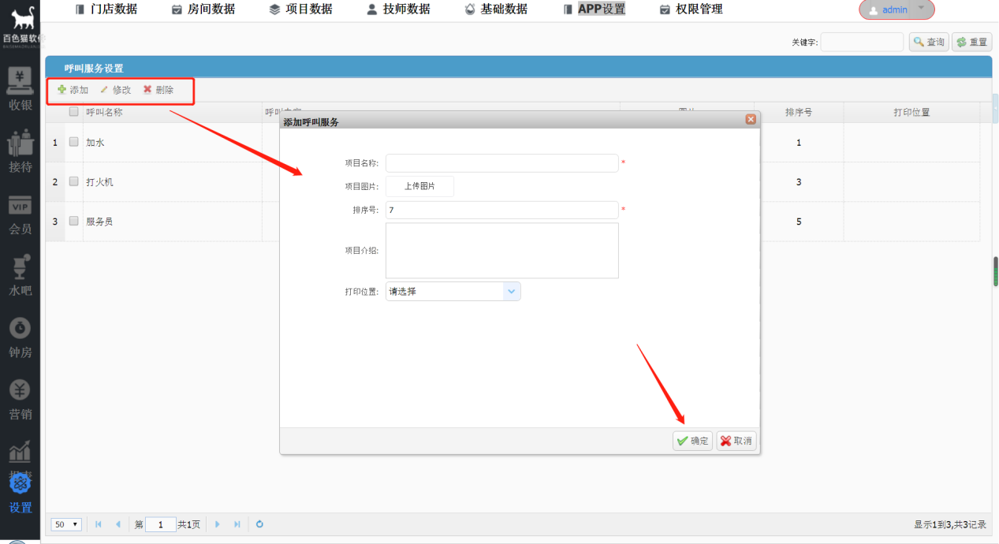 门店数据 房间数据 项目数据 技师数据 基础数据 APP设置 权限管理 admin
百色猫软件
关键字: 查询 重置
呼叫服务设置
添加 修改 删除
呼叫名称 排序号 打印位置
1 加水 1
2 打火机 3
3 服务员 5
添加呼叫服务
项目名称: *
项目图片: 上传图片
排序号: 7 *
项目介绍:
打印位置: 请选择
确定 取消
收银
接待
VIP
会员
水吧
钟房
营销
设置
50 第 1 共1页 显示1到3,共3记录